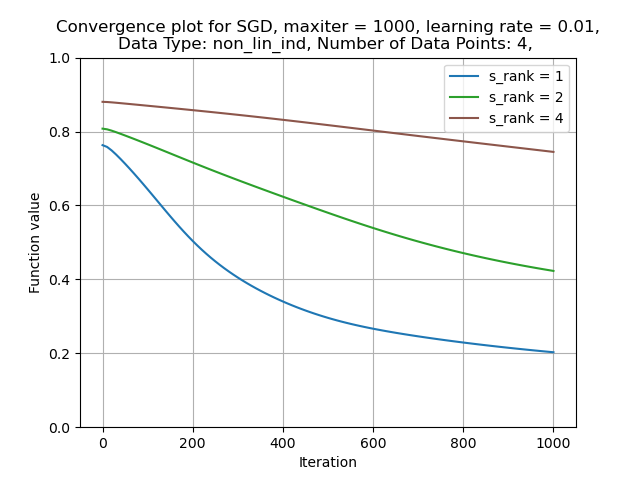 Convergence plot for SGD, maxiter = 1000, learning rate = 0.01,
Data Type: non_lin_ind, Number of Data Points: 4,
1.0
0.8
0.6
0.4
0.2
0.0
Function value
s_rank = 1
s_rank = 2
s_rank = 4
0 200 400 600 800 1000
Iteration